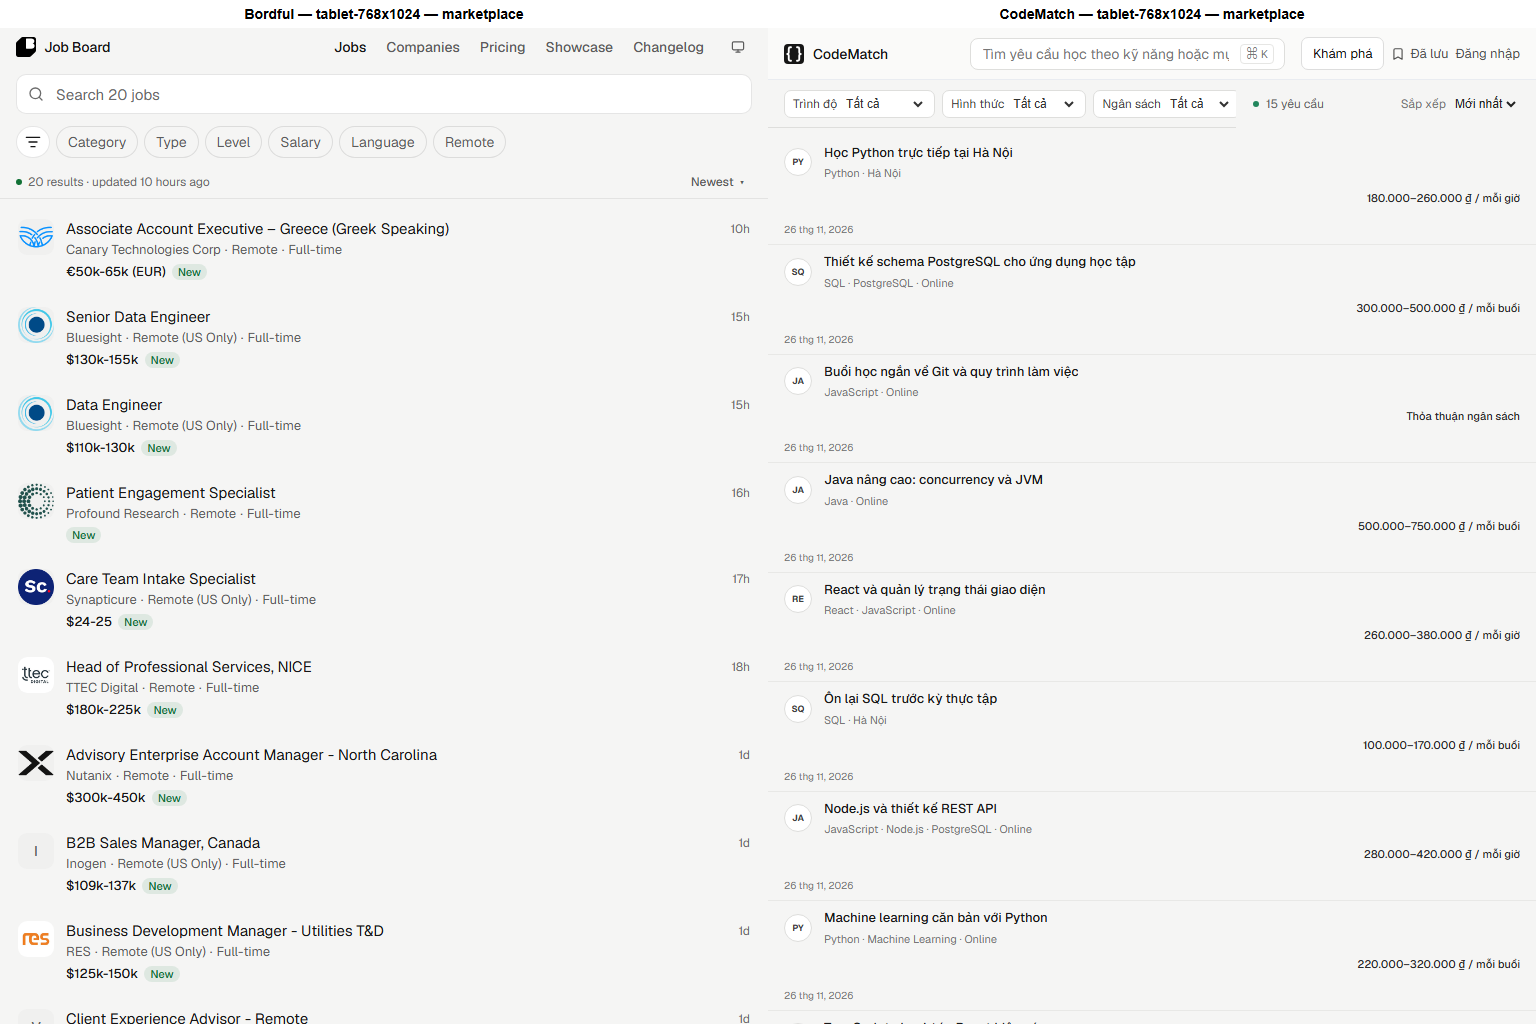 Bordful — tablet-768x1024 — marketplace
Job Board
Jobs
Companies
Pricing
Showcase
Changelog
Search 20 jobs
Category
Type
Level
Salary
Language
Remote
20 results · updated 10 hours ago
Newest
Associate Account Executive – Greece (Greek Speaking)
10h
Canary Technologies Corp · Remote · Full-time
€50k-65k (EUR) New
Senior Data Engineer
15h
Bluesight · Remote (US Only) · Full-time
$130k-155k New
Data Engineer
15h
Bluesight · Remote (US Only) · Full-time
$110k-130k New
Patient Engagement Specialist
16h
Profound Research · Remote · Full-time
New
Sc.
Care Team Intake Specialist
17h
Synapticure · Remote (US Only) · Full-time
$24-25 New
ttec
DIGITAL
Head of Professional Services, NICE
18h
TTEC Digital · Remote · Full-time
$180k-225k New
Advisory Enterprise Account Manager - North Carolina
1d
Nutanix · Remote · Full-time
$300k-450k New
I
B2B Sales Manager, Canada
1d
Inogen · Remote (US Only) · Full-time
$109k-137k New
res
Business Development Manager - Utilities T&D
1d
RES · Remote (US Only) · Full-time
$125k-150k New
Client Experience Advisor - Remote
1d
CodeMatch — tablet-768x1024 — marketplace
CodeMatch
Tìm yêu cầu học theo kỹ năng hoặc mụ
⌘ K
Khám phá
Đã lưu
Đăng nhập
Trình độ Tất cả
Hình thức Tất cả
Ngân sách Tất cả
15 yêu cầu
Sắp xếp Mới nhất
PY
Học Python trực tiếp tại Hà Nội
Python · Hà Nội
180.000–260.000 ₫ / mỗi giờ
26 thg 11, 2026
SQ
Thiết kế schema PostgreSQL cho ứng dụng học tập
SQL · PostgreSQL · Online
300.000–500.000 ₫ / mỗi buổi
26 thg 11, 2026
JA
Buổi học ngắn về Git và quy trình làm việc
JavaScript · Online
Thỏa thuận ngân sách
26 thg 11, 2026
JA
Java nâng cao: concurrency và JVM
Java · Online
500.000–750.000 ₫ / mỗi buổi
26 thg 11, 2026
RE
React và quản lý trạng thái giao diện
React · JavaScript · Online
260.000–380.000 ₫ / mỗi giờ
26 thg 11, 2026
SQ
Ôn lại SQL trước kỳ thực tập
SQL · Hà Nội
100.000–170.000 ₫ / mỗi buổi
26 thg 11, 2026
JA
Node.js và thiết kế REST API
JavaScript · Node.js · PostgreSQL · Online
280.000–420.000 ₫ / mỗi giờ
26 thg 11, 2026
PY
Machine learning căn bản với Python
Python · Machine Learning · Online
220.000–320.000 ₫ / mỗi buổi
26 thg 11, 2026